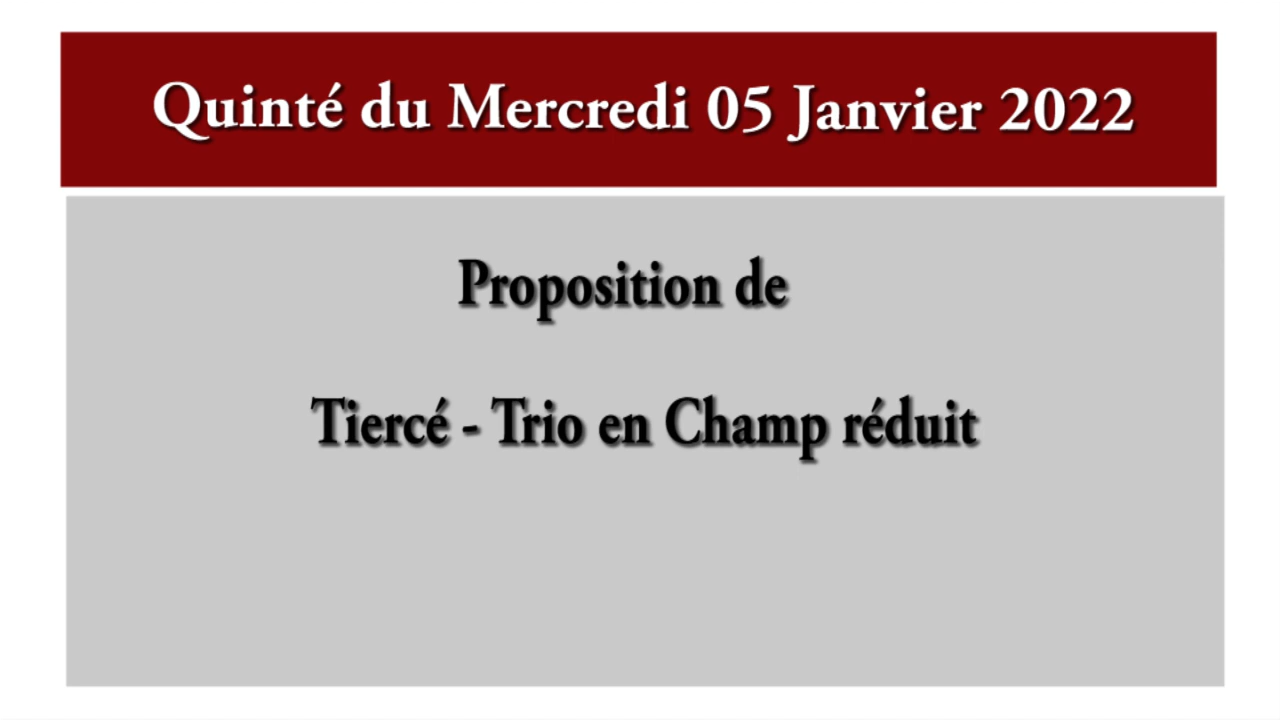 Quinté du Mercredi 05 Janvier 2022
Proposition de
Tiercé - Trio en Champ réduit